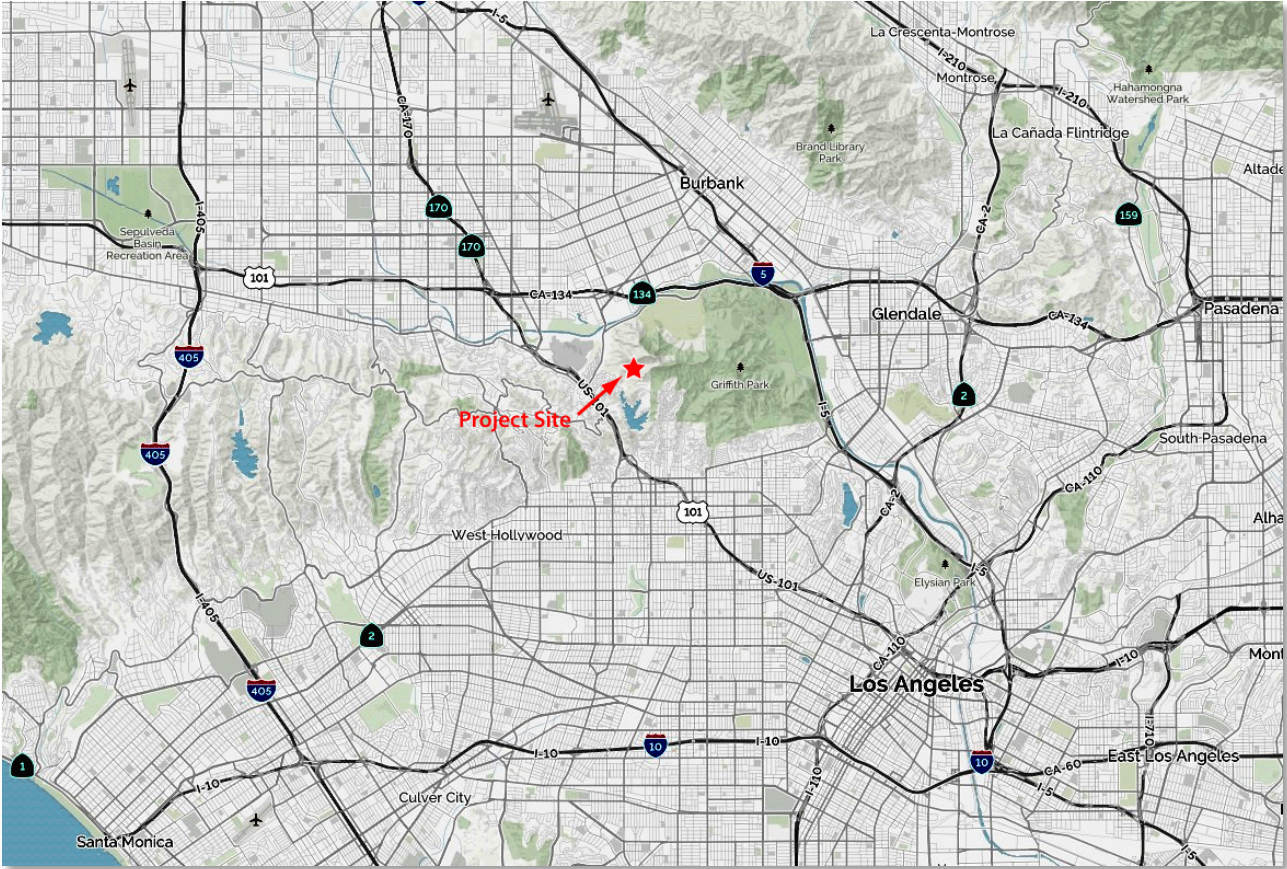 I-5
La Crescenta-Montrose
I-210
Montrose
I-210
Hahamongna
Watershed Park
CA-170
La Cañada Flintridge
Brand Library
Park
Altade
Burbank
170
I-405
CA-2
159
Sepulveda
Basin
Recreation Area
170
101
5
CA-134
134
Pasadena
Glendale
CA-134
405
Griffith Park
US-101
2
Project Site
I-5
405
South Pasadena
CA-110
CA-2
101
Alha
West Hollywood
I-5
US-101
Elysian Park
I-405
2
CA-110
I-10
Mont
Los Angeles
405
I-710
I-10
10
I-10
East Los Angeles
1
10
CA-60
I-10
I-110
I-5
Culver City
Santa Monica
I-5